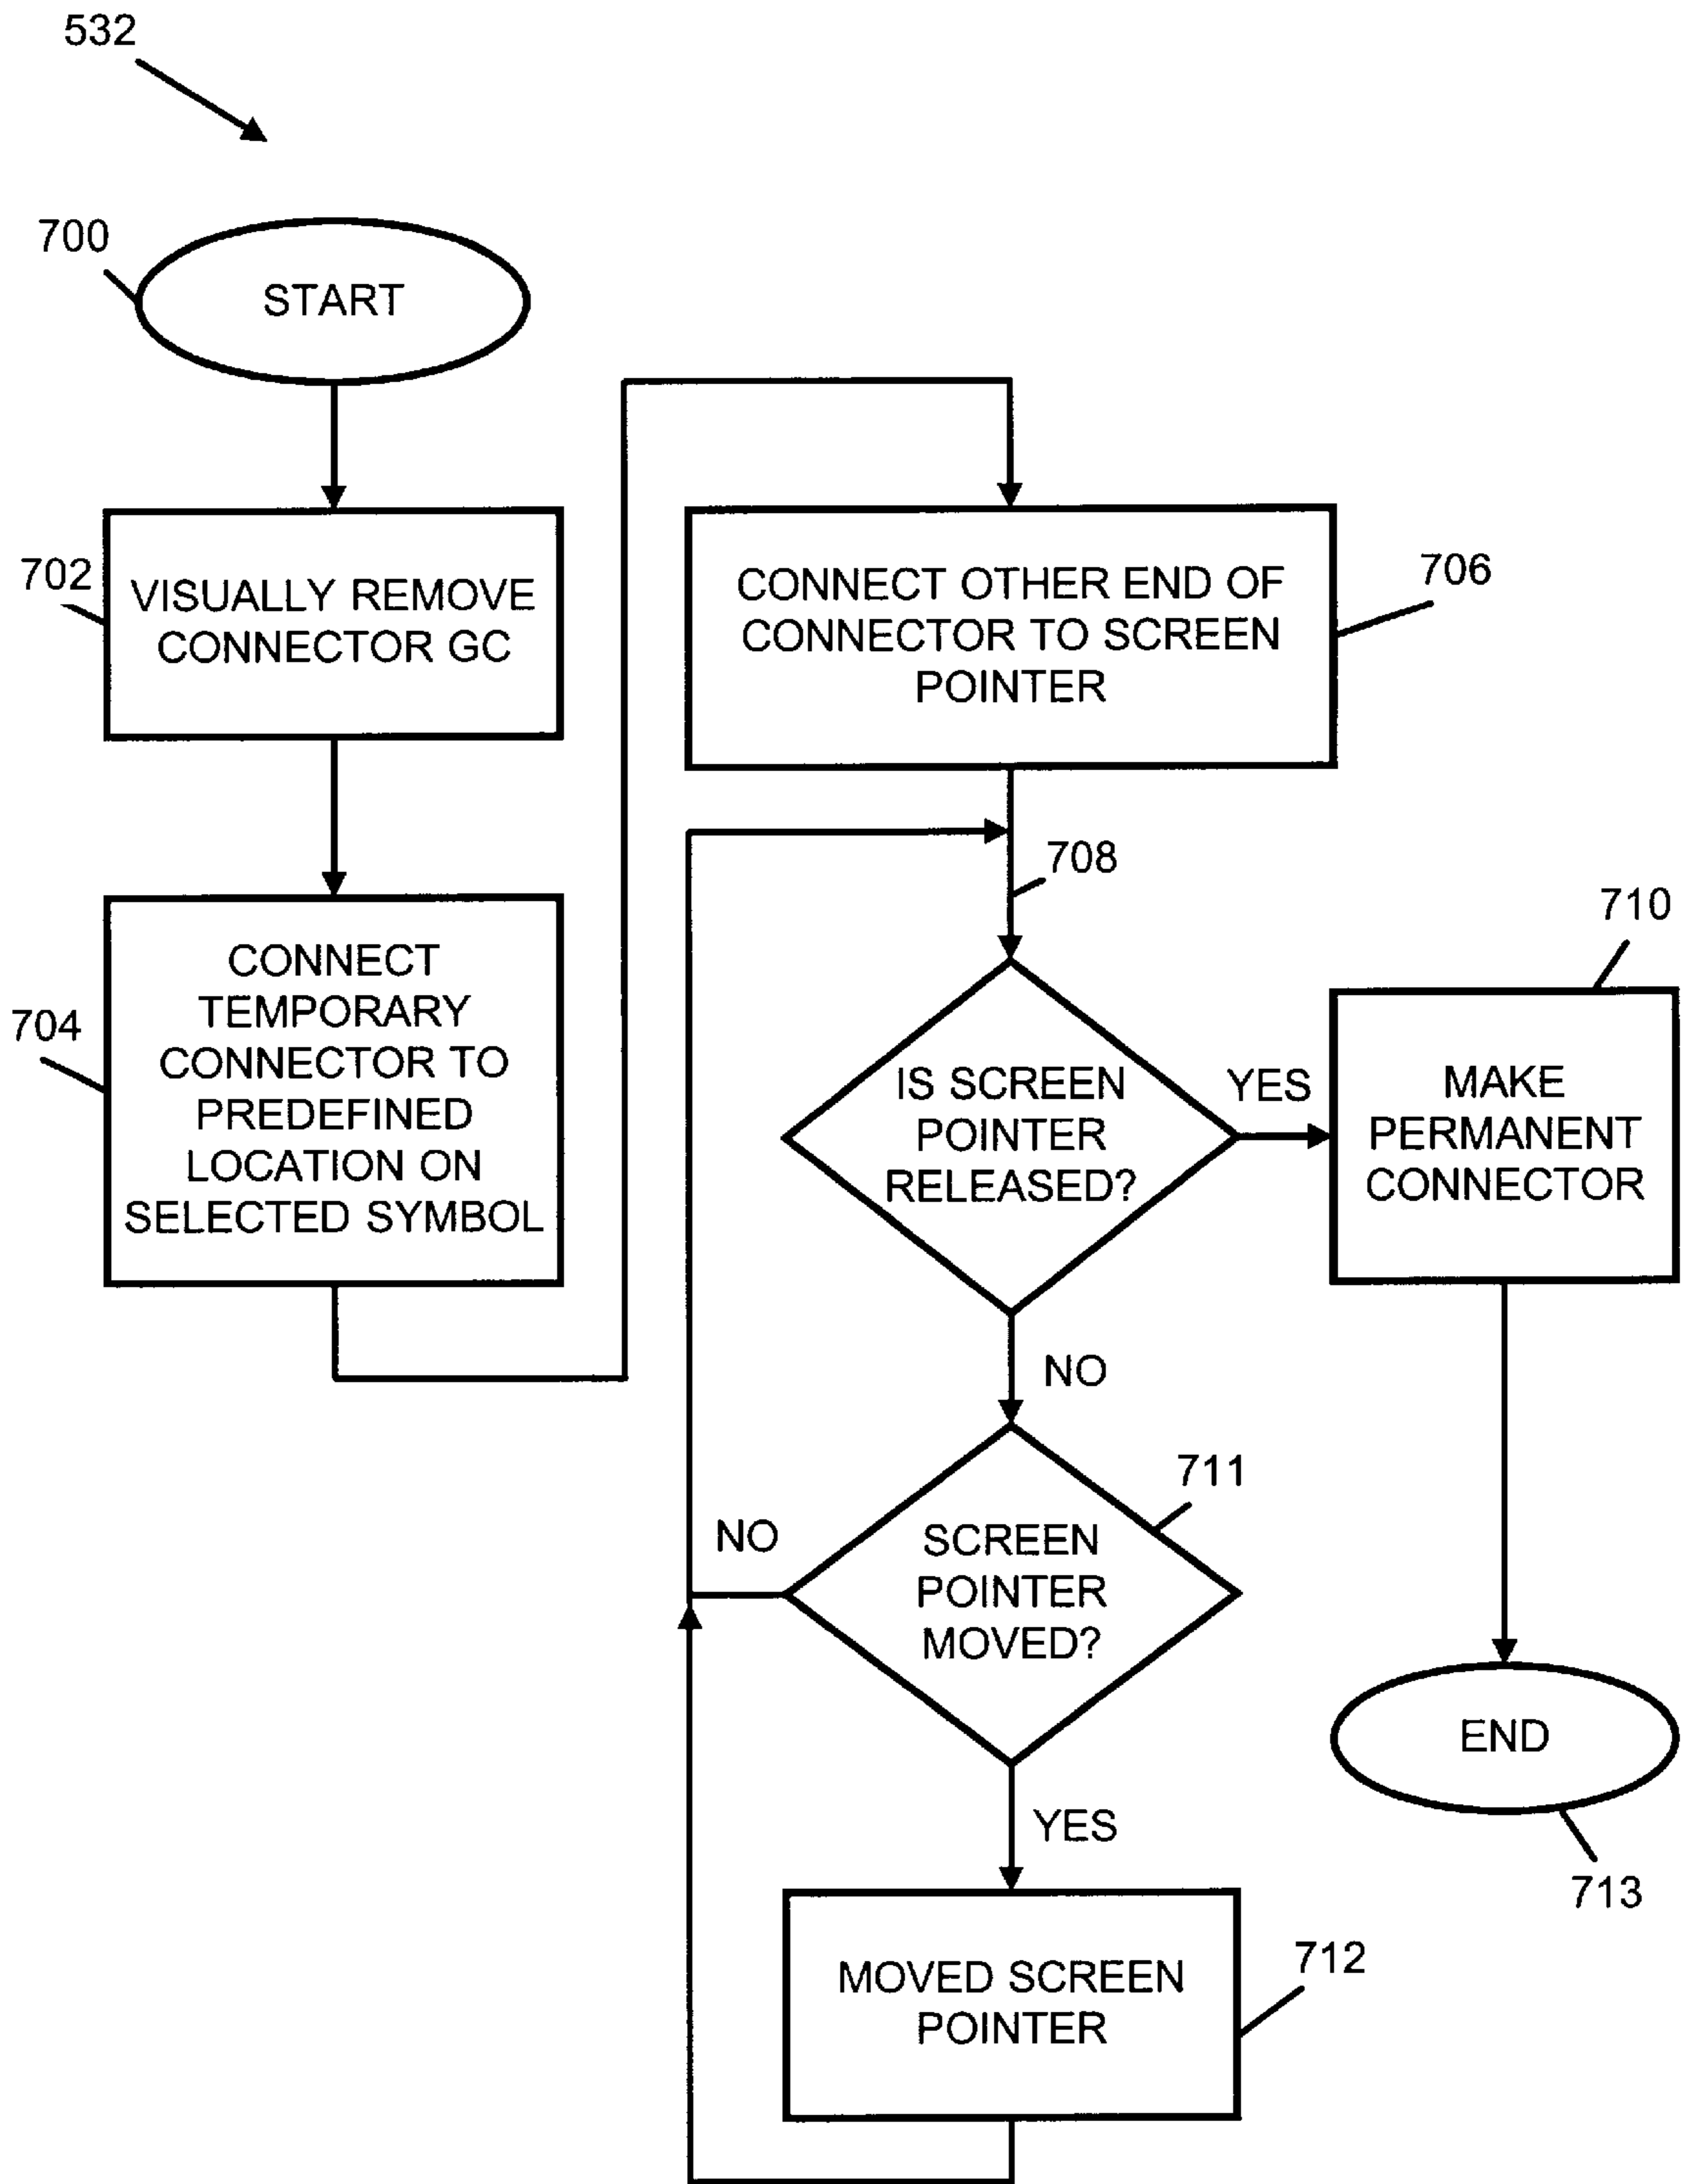 532
700
START
702
VISUALLY REMOVE
CONNECTOR GC
704
CONNECT
TEMPORARY
CONNECTOR TO
PREDEFINED
LOCATION ON
SELECTED SYMBOL
CONNECT OTHER END OF
CONNECTOR TO SCREEN
POINTER
706
708
IS SCREEN
POINTER
RELEASED?
YES
710
MAKE
PERMANENT
CONNECTOR
NO
711
SCREEN
POINTER
MOVED?
NO
YES
END
713
MOVED SCREEN
POINTER
712